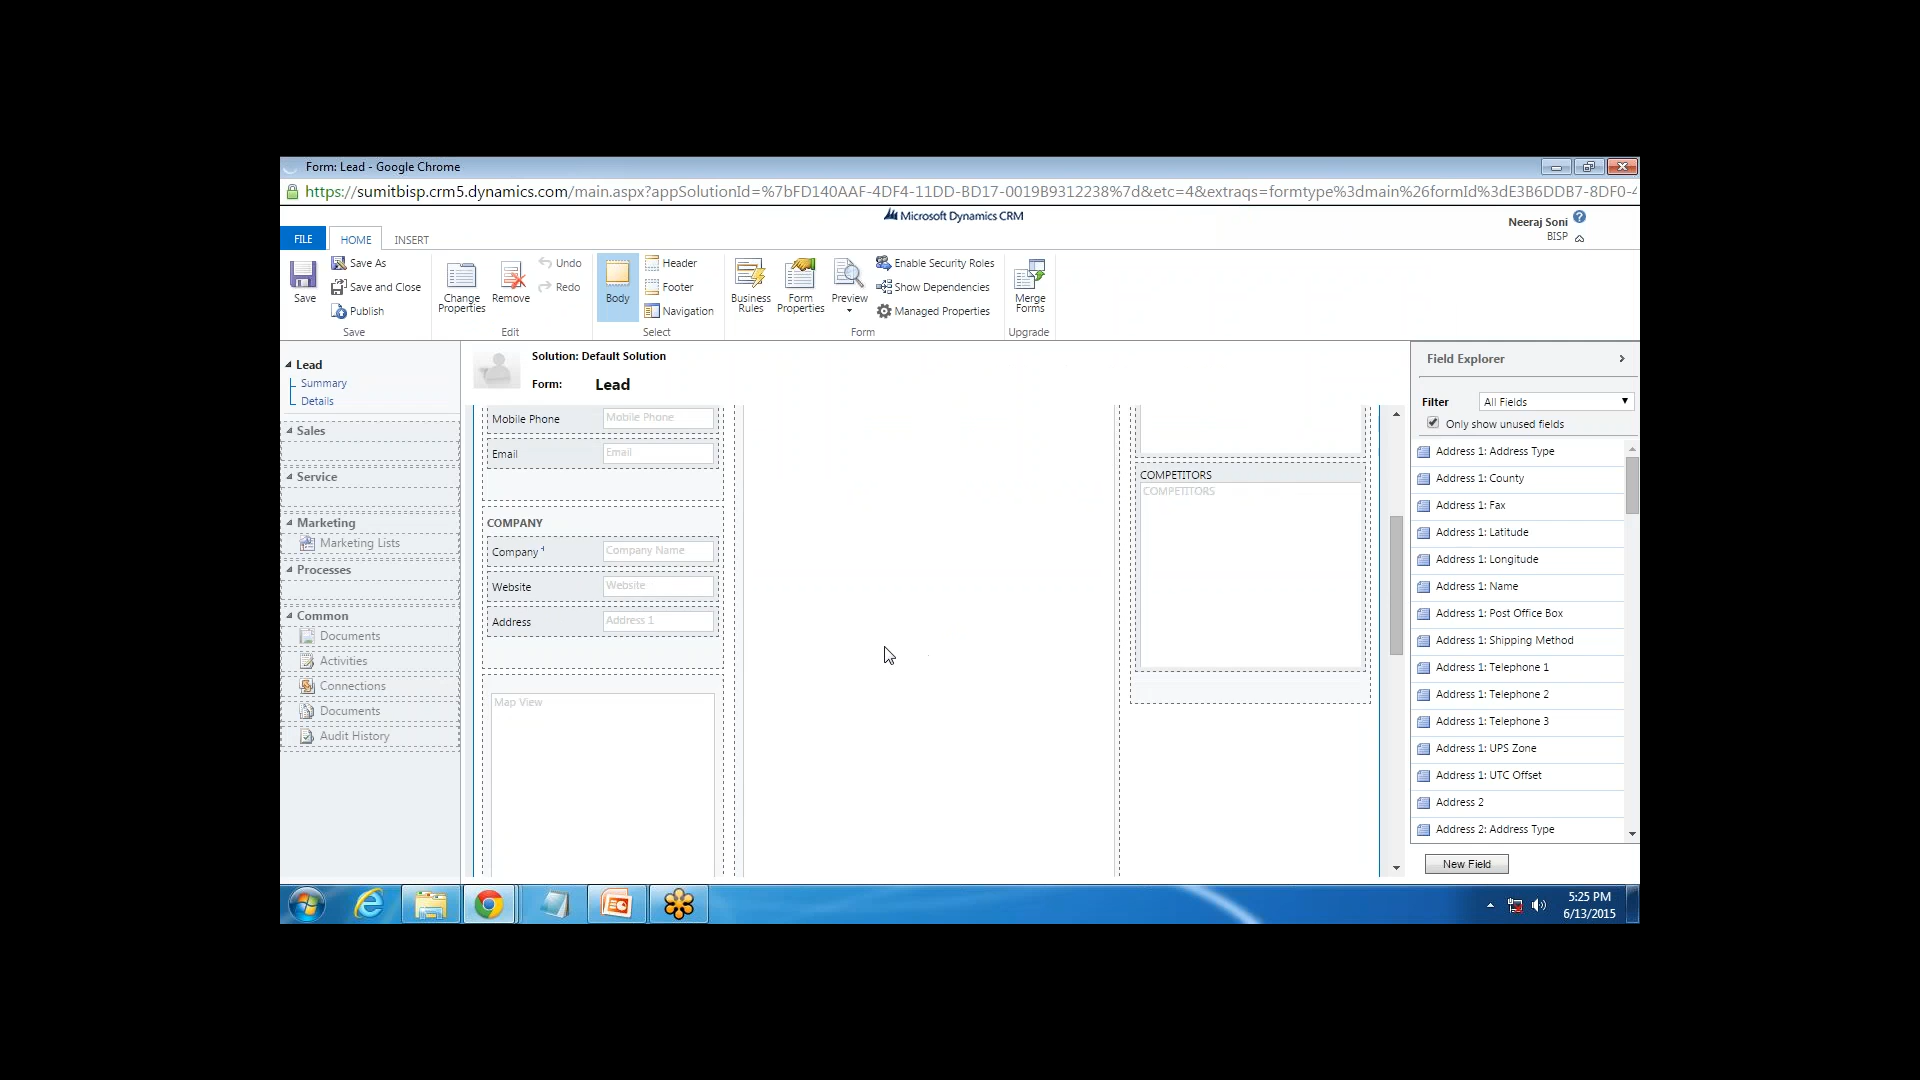 Form: Lead - Google Chrome
https://sumitbisp.crm5.dynamics.com/main.aspx?appSolutionId=%7bFD140AAF-4DF4-11DD-BD17-0019B9312238%7d&etc=4&extraqs=formtype%3dmain%26formId%3dE3B6DDB7-8DF0-4
Microsoft Dynamics CRM
Neeraj Soni
BISP
FILE
HOME
INSERT
Save
Save As
Save and Close
Publish
Save
Change Properties
Remove
Undo
Redo
Edit
Body
Header
Footer
Navigation
Select
Business Rules
Form Properties
Preview
Enable Security Roles
Show Dependencies
Managed Properties
Form
Merge Forms
Upgrade
Lead
Summary
Details
Sales
Service
Marketing
Marketing Lists
Processes
Common
Documents
Activities
Connections
Documents
Audit History
Solution: Default Solution
Form: Lead
Mobile Phone Mobile Phone
Email Email
COMPANY
Company Company Name
Website Website
Address Address 1
Map View
COMPETITORS
COMPETITORS
Field Explorer
Filter All Fields
Only show unused fields
Address 1: Address Type
Address 1: County
Address 1: Fax
Address 1: Latitude
Address 1: Longitude
Address 1: Name
Address 1: Post Office Box
Address 1: Shipping Method
Address 1: Telephone 1
Address 1: Telephone 2
Address 1: Telephone 3
Address 1: UPS Zone
Address 1: UTC Offset
Address 2
Address 2: Address Type
New Field
5:25 PM
6/13/2015